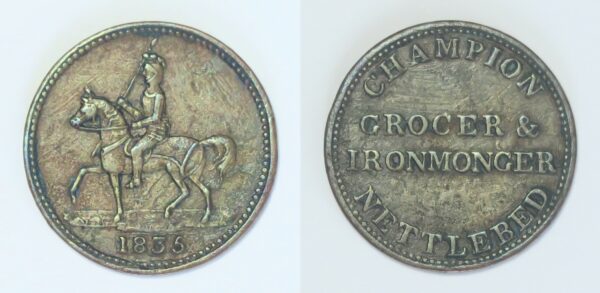 1835
CHAMPION
GROCER &
IRONMONGER
NETTLEBED